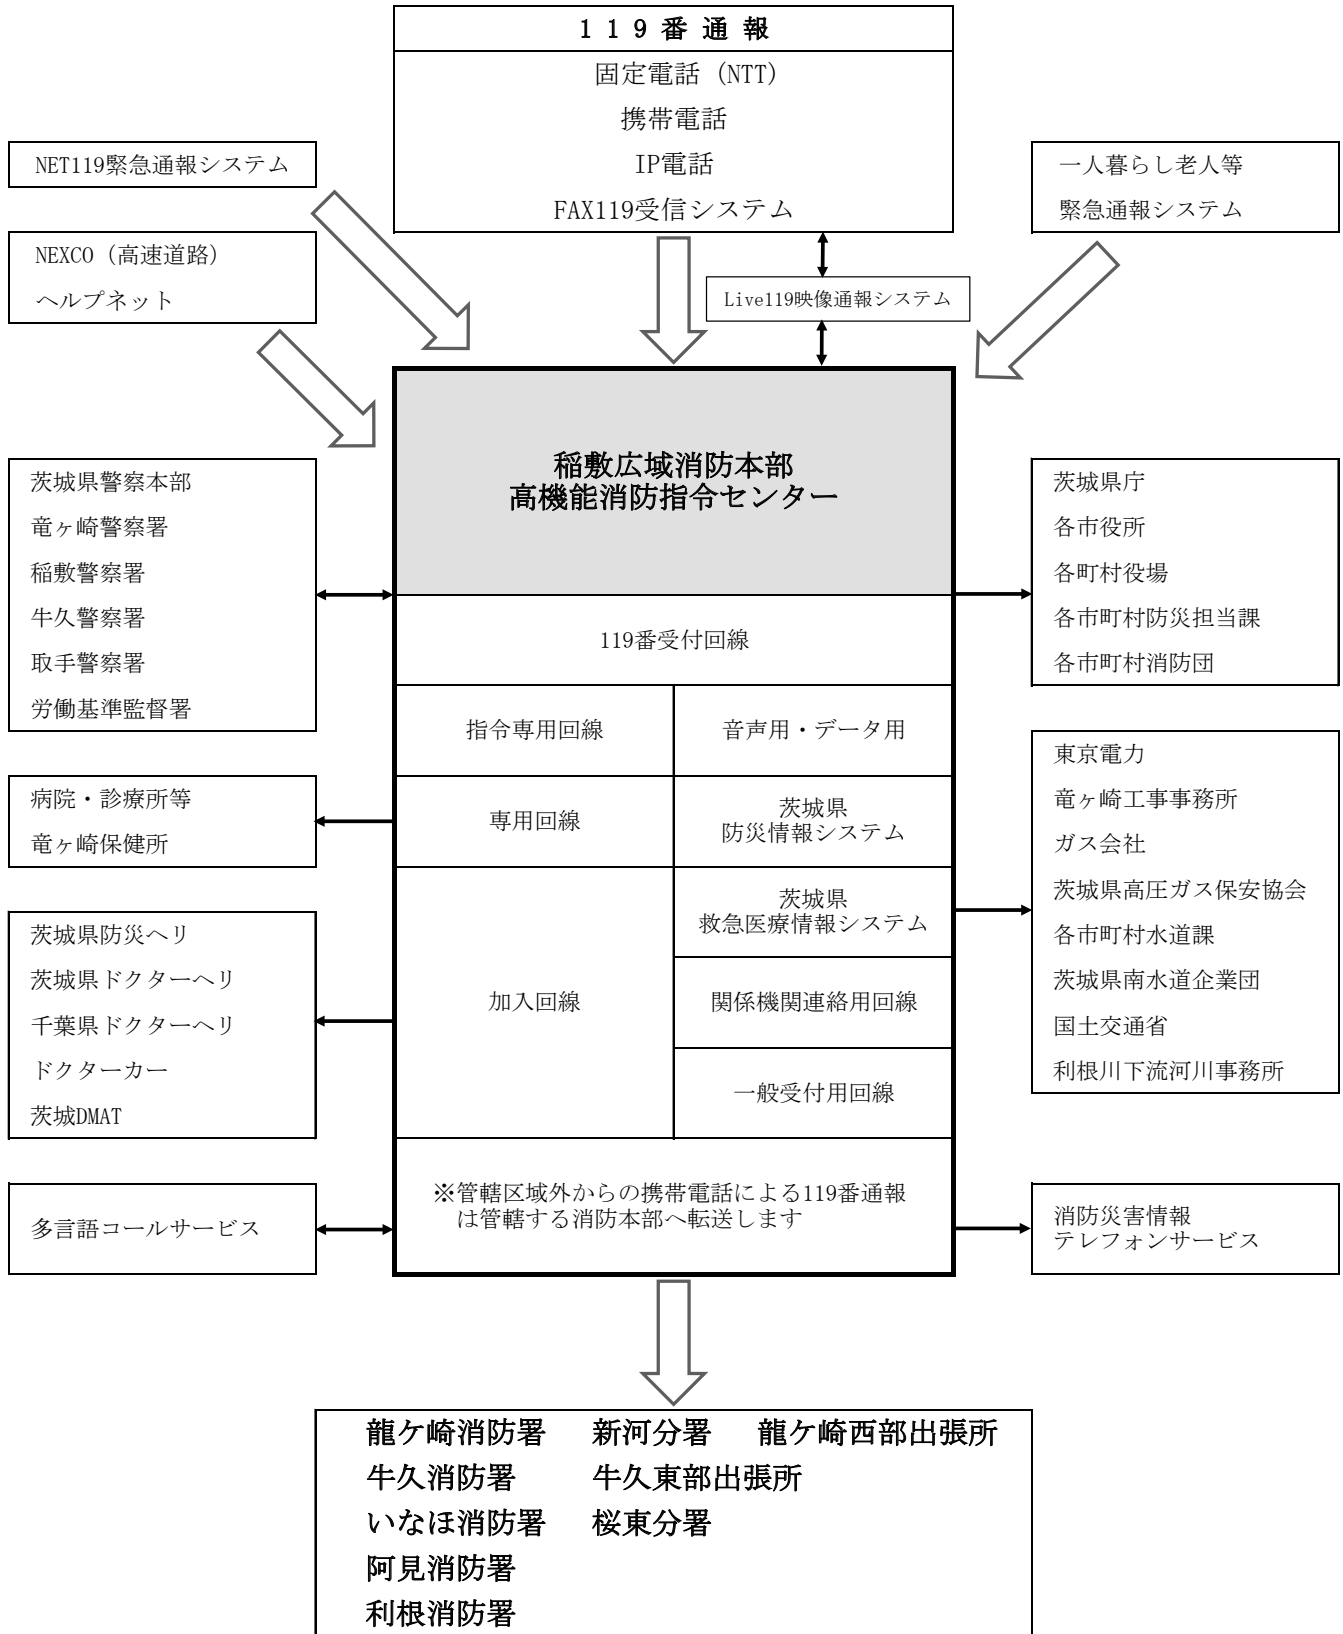 119番通報
固定電話（NTT）
携帯電話
IP電話
FAX119受信システム
NET119緊急通報システム
NEXCO（高速道路）
ヘルプネット
一人暮らし老人等
緊急通報システム
Live119映像通報システム
稲敷広域消防本部
高機能消防指令センター
茨城県警察本部
竜ヶ崎警察署
稲敷警察署
牛久警察署
取手警察署
労働基準監督署
病院・診療所等
竜ヶ崎保健所
茨城県防災ヘリ
茨城県ドクターヘリ
千葉県ドクターヘリ
ドクターカー
茨城DMAT
多言語コールサービス
119番受付回線
指令専用回線
音声用・データ用
専用回線
茨城県
防災情報システム
加入回線
茨城県
救急医療情報システム
関係機関連絡用回線
一般受付用回線
※管轄区域外からの携帯電話による119番通報
は管轄する消防本部へ転送します
茨城県庁
各市役所
各町村役場
各市町村防災担当課
各市町村消防団
東京電力
竜ヶ崎工事事務所
ガス会社
茨城県高圧ガス保安協会
各市町村水道課
茨城県南水道企業団
国土交通省
利根川下流河川事務所
消防災害情報
テレフォンサービス
龍ケ崎消防署 新河分署 龍ケ崎西部出張所
牛久消防署 牛久東部出張所
いなほ消防署 桜東分署
阿見消防署
利根消防署